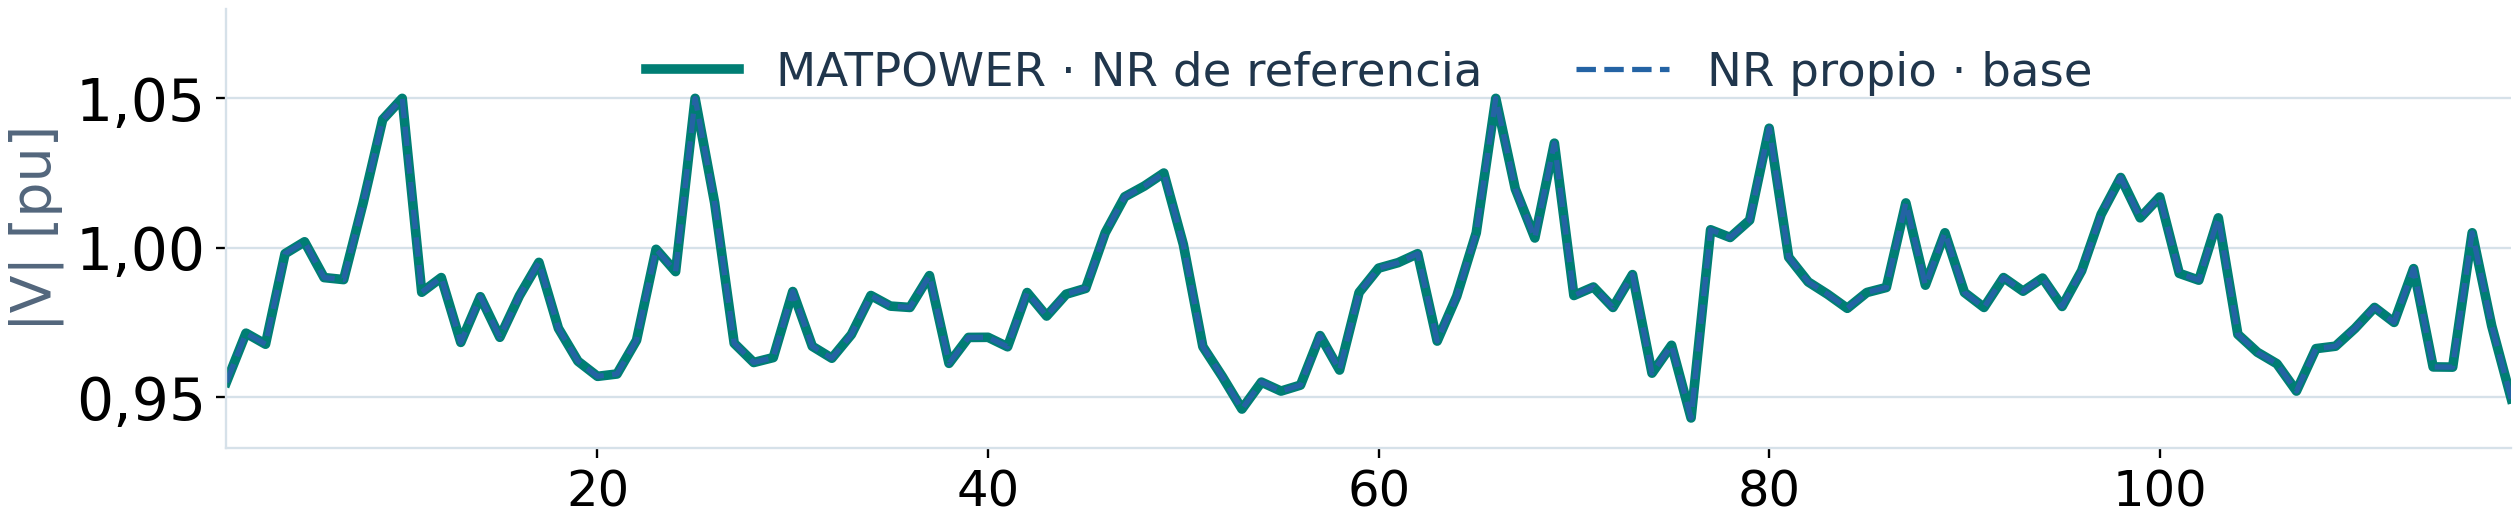 MATPOWER · NR de referencia NR propio · base
|V| [pu]
1,05
1,00
0,95
20 40 60 80 100